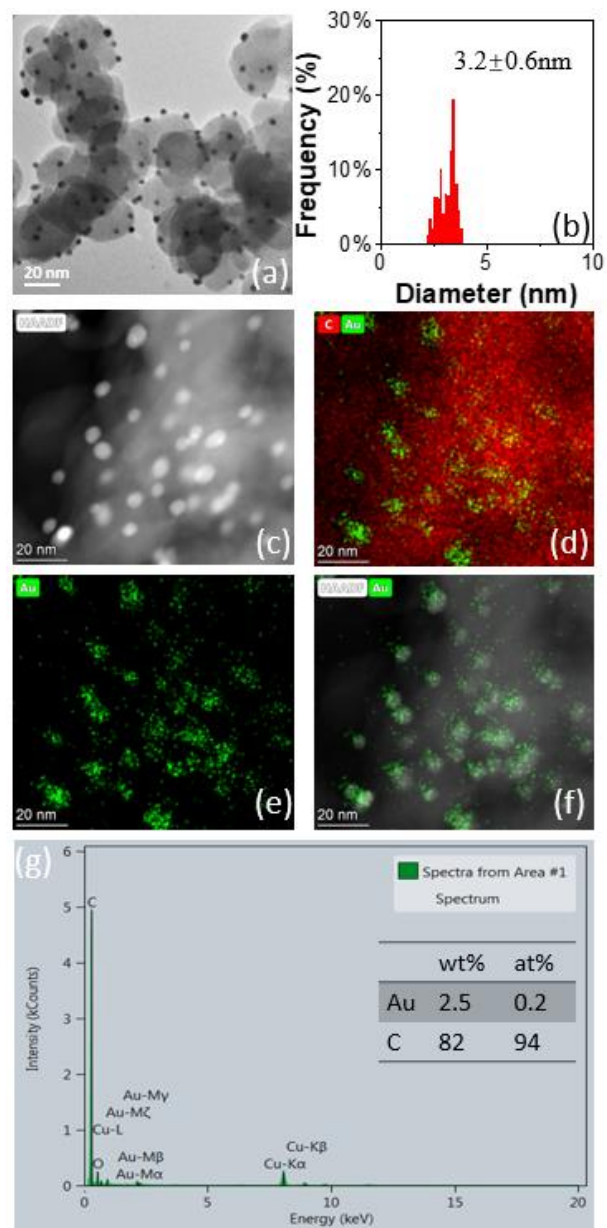 20 nm
(a)
30%
20%
10%
0%
Frequency (%)
3.2±0.6nm
(b)
0
5
10
Diameter (nm)
HAADF
20 nm
(c)
C Au
20 nm
(d)
Au
20 nm
(e)
HAADF Au
20 nm
(f)
(g)
6
5
4
3
2
1
0
Intensity (kCounts)
C
Au-Mγ
Au-Mζ
Cu-L
O
Au-Mβ
Au-Mα
Cu-Kβ
Cu-Kα
Spectra from Area #1
Spectrum
wt% at%
Au 2.5 0.2
C 82 94
0
5
10
15
20
Energy (keV)